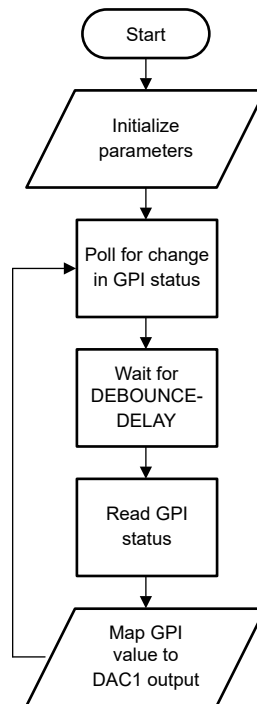 Start
Initialize
parameters
Poll for change
in GPI status
Wait for
DEBOUNCE-
DELAY
Read GPI
status
Map GPI
value to
DAC1 output